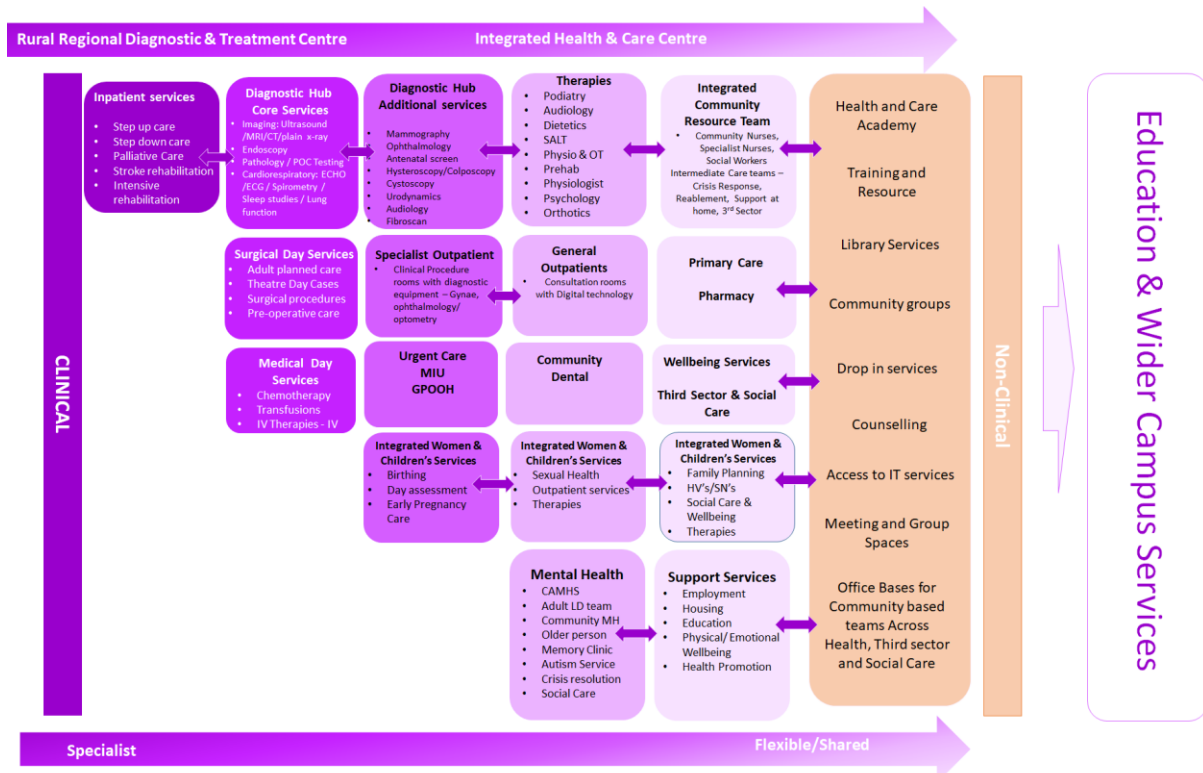 Rural Regional Diagnostic & Treatment Centre
Integrated Health & Care Centre
CLINICAL
Inpatient services
• Step up care
• Step down care
• Palliative Care
• Stroke rehabilitation
• Intensive
rehabilitation
Diagnostic Hub
Core Services
• Imaging: Ultrasound
/MRI/CT/plain x-ray
• Endoscopy
• Pathology / POC Testing
• Cardiorespiratory: ECHO
/ECG / Spirometry /
Sleep studies / Lung
function
Diagnostic Hub
Additional services
• Mammography
• Ophthalmology
• Antenatal screen
• Hysteroscopy/Colposcopy
• Cystoscopy
• Urodynamics
• Audiology
• Fibroscan
Therapies
• Podiatry
• Audiology
• Dietetics
• SALT
• Physio & OT
• Prehab
• Physiologist
• Psychology
• Orthotics
Integrated
Community
Resource Team
• Community Nurses,
Specialist Nurses,
Social Workers
Intermediate Care teams –
Crisis Response,
Reablement, Support at
home, 3rd Sector
Surgical Day Services
• Adult planned care
• Theatre Day Cases
• Surgical procedures
• Pre-operative care
Specialist Outpatient
• Clinical Procedure
rooms with diagnostic
equipment – Gynae,
ophthalmology/
optometry
General
Outpatients
• Consultation rooms
with Digital technology
Primary Care
Pharmacy
Medical Day
Services
• Chemotherapy
• Transfusions
• IV Therapies - IV
Urgent Care
MIU
GPOOH
Community
Dental
Wellbeing Services
Third Sector & Social
Care
Integrated Women &
Children's Services
• Birthing
• Day assessment
• Early Pregnancy
Care
Integrated Women &
Children's Services
• Sexual Health
• Outpatient services
• Therapies
Integrated Women &
Children's Services
• Family Planning
• HV's/SN's
• Social Care &
Wellbeing
• Therapies
Mental Health
• CAMHS
• Adult LD team
• Community MH
• Older person
• Memory Clinic
• Autism Service
• Crisis resolution
• Social Care
Support Services
• Employment
• Housing
• Education
• Physical/ Emotional
Wellbeing
• Health Promotion
Health and Care
Academy
Training and
Resource
Library Services
Community groups
Drop in services
Counselling
Access to IT services
Meeting and Group
Spaces
Office Bases for
Community based
teams Across
Health, Third sector
and Social Care
Non-Clinical
Education & Wider Campus Services
Specialist
Flexible/Shared